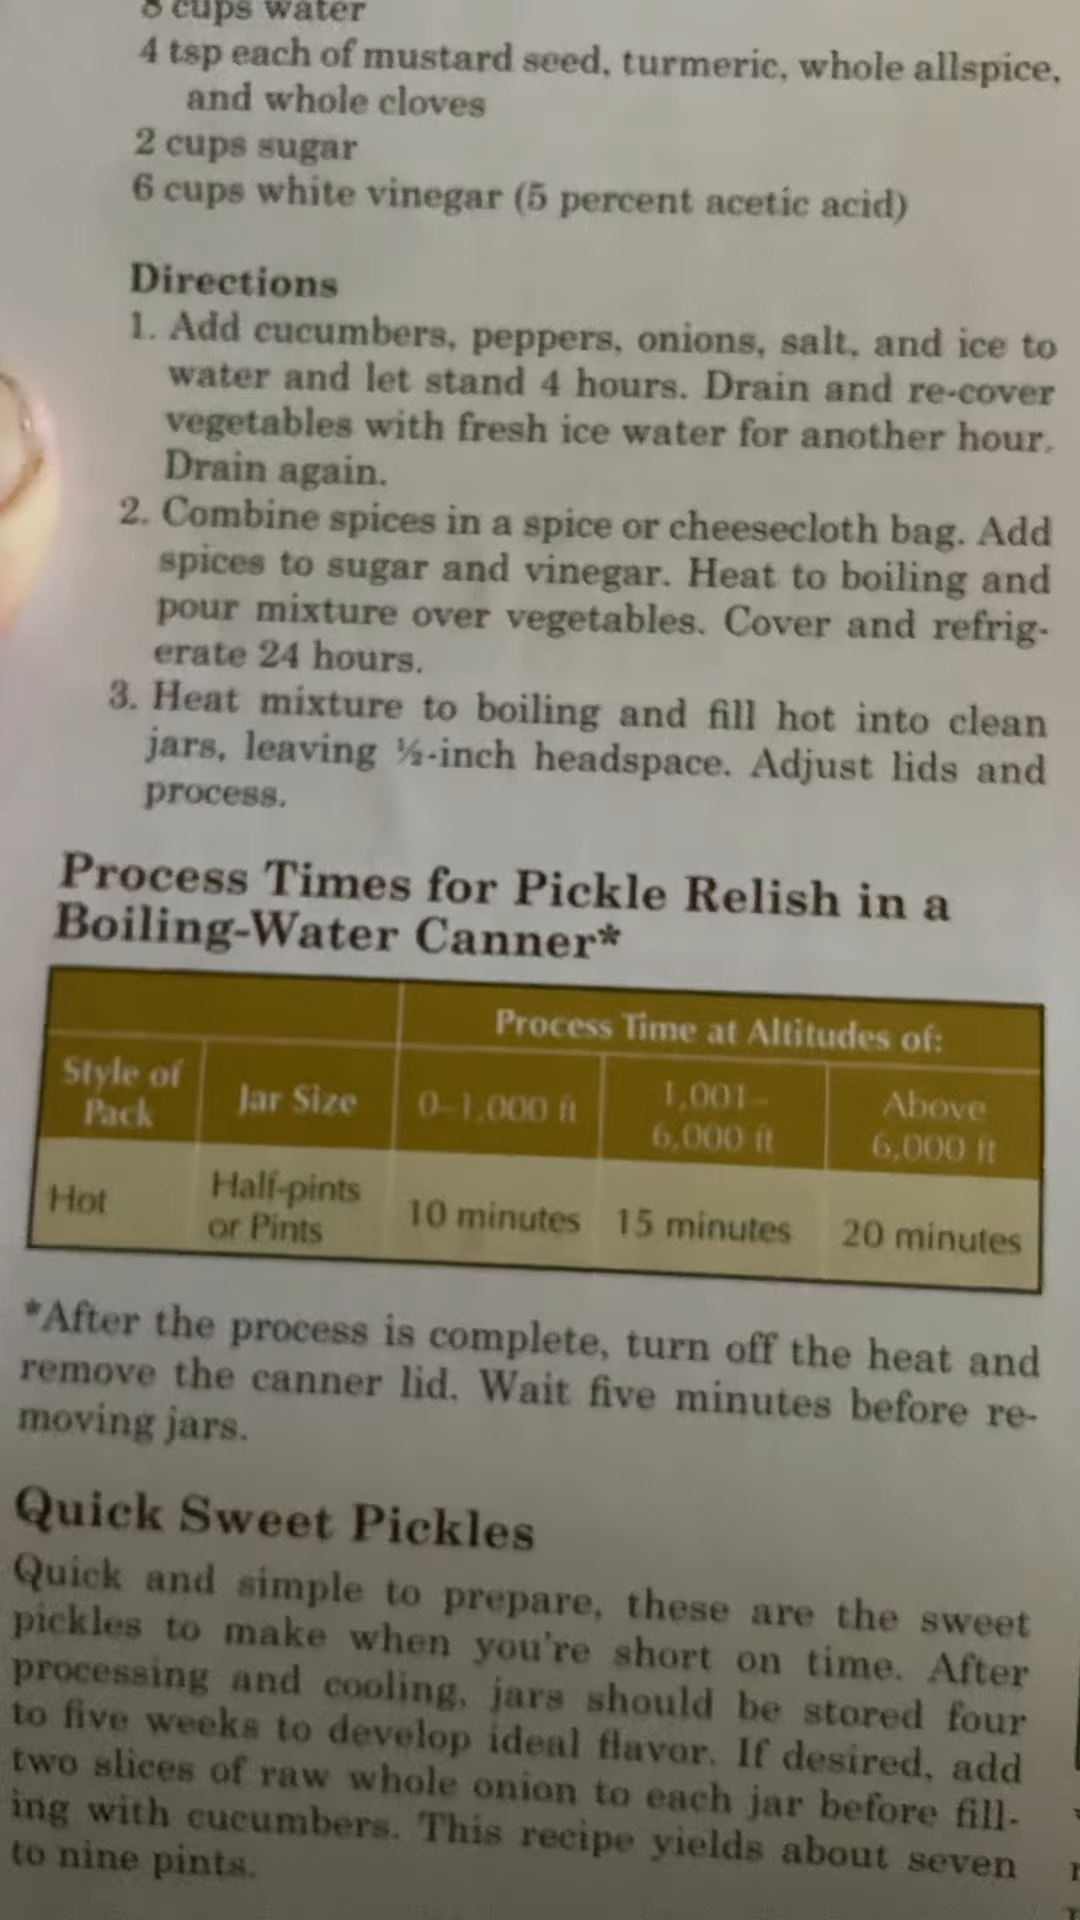 8 cups water
4 tsp each of mustard seed, turmeric, whole allspice,
and whole cloves
2 cups sugar
6 cups white vinegar (5 percent acetic acid)
Directions
1. Add cucumbers, peppers, onions, salt, and ice to
water and let stand 4 hours. Drain and re-cover
vegetables with fresh ice water for another hour.
Drain again.
2. Combine spices in a spice or cheesecloth bag. Add
spices to sugar and vinegar. Heat to boiling and
pour mixture over vegetables. Cover and refrig-
erate 24 hours.
3. Heat mixture to boiling and fill hot into clean
jars, leaving ½-inch headspace. Adjust lids and
process.
Process Times for Pickle Relish in a
Boiling-Water Canner*
Process Time at Altitudes of:
Style of
Pack
Jar Size
0–1,000 ft
1,001–
6,000 ft
Above
6,000 ft
Hot
Half-pints
or Pints
10 minutes
15 minutes
20 minutes
*After the process is complete, turn off the heat and
remove the canner lid. Wait five minutes before re-
moving jars.
Quick Sweet Pickles
Quick and simple to prepare, these are the sweet
pickles to make when you're short on time. After
processing and cooling, jars should be stored four
to five weeks to develop ideal flavor. If desired, add
two slices of raw whole onion to each jar before fill-
ing with cucumbers. This recipe yields about seven
to nine pints.